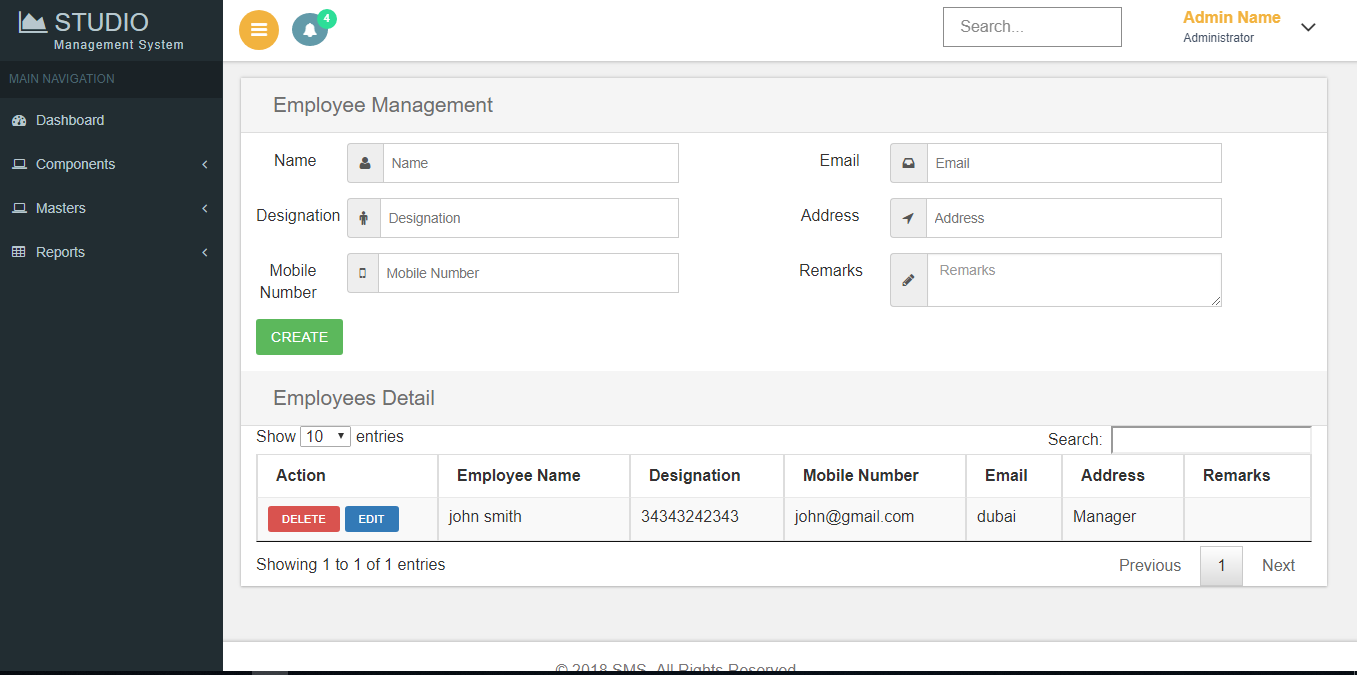 STUDIO
Management System
4
Search...
Admin Name
Administrator
MAIN NAVIGATION
Dashboard
Components
Masters
Reports
Employee Management
Name Name Email Email
Designation Designation Address Address
Mobile Number Mobile Number Remarks Remarks
CREATE
Employees Detail
Show 10 entries Search:
Action Employee Name Designation Mobile Number Email Address Remarks
DELETE EDIT john smith 34343242343 john@gmail.com dubai Manager
Showing 1 to 1 of 1 entries Previous 1 Next
© 2018 SMS. All Rights Reserved